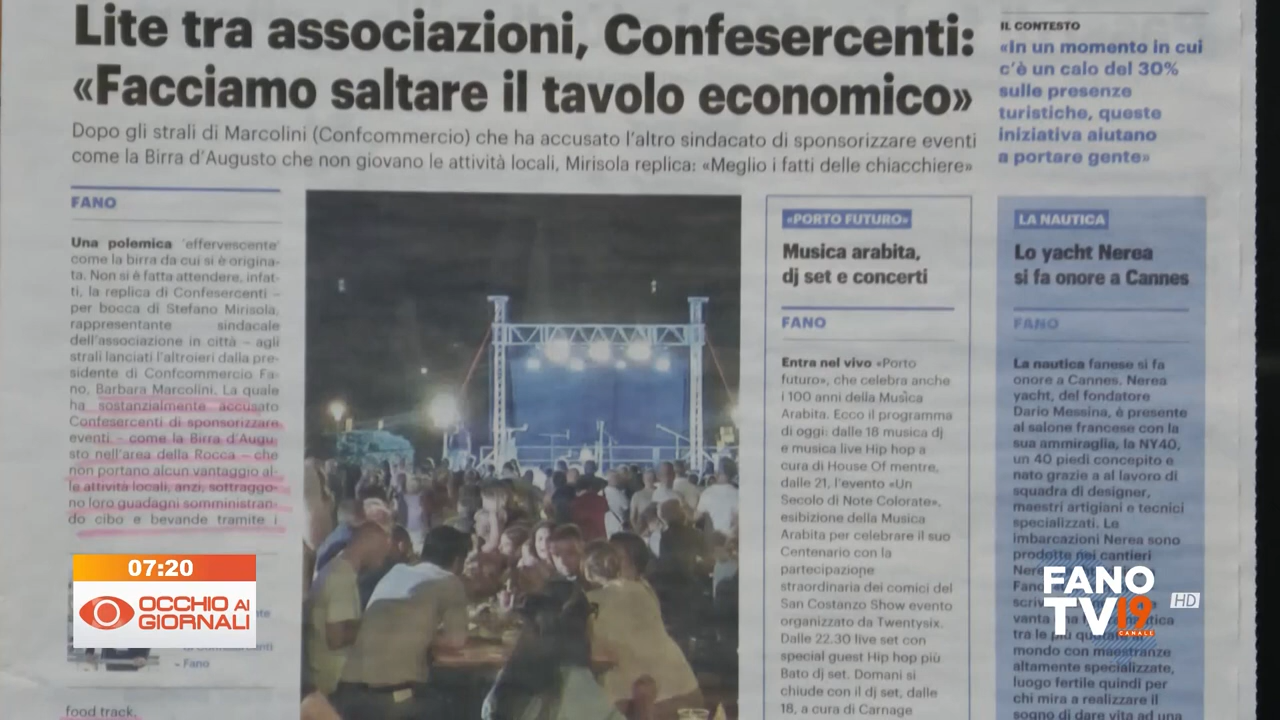 Lite tra associazioni, Confesercenti:
«Facciamo saltare il tavolo economico»
Dopo gli strali di Marcolini (Confcommercio) che ha accusato l'altro sindacato di sponsorizzare eventi
come la Birra d'Augusto che non giovano le attività locali, Mirisola replica: «Meglio i fatti delle chiacchiere»
IL CONTESTO
«In un momento in cui
c'è un calo del 30%
sulle presenze
turistiche, queste
iniziativa aiutano
a portare gente»
FANO
Una polemica 'effervescente'
come la birra da cui si è origina-
ta. Non si è fatta attendere, infat-
ti, la replica di Confesercenti –
per bocca di Stefano Mirisola,
rappresentante sindacale
dell'associazione in città – agli
strali lanciati l'altroieri dalla pre-
sidente di Confcommercio Fa-
no, Barbara Marcolini. La quale
ha sostanzialmente accusato
Confesercenti di sponsorizzare
eventi – come la Birra d'Augu
sto nell'area della Rocca – che
non portano alcun vantaggio al-
le attività locali, anzi, sottraggo-
no loro guadagni somministran-
do cibo e bevande tramite i
– Fano
food track,
«PORTO FUTURO»
Musica arabita,
dj set e concerti
FANO
Entra nel vivo «Porto
futuro», che celebra anche
i 100 anni della Musica
Arabita. Ecco il programma
di oggi: dalle 18 musica dj
e musica live Hip hop a
cura di House Of mentre,
dalle 21, l'evento «Un
Secolo di Note Colorate»,
esibizione della Musica
Arabita per celebrare il suo
Centenario con la
partecipazione
straordinaria dei comici del
San Costanzo Show evento
organizzato da Twentysix.
Dalle 22.30 live set con
special guest Hip hop più
Bato dj set. Domani si
chiude con il dj set, dalle
18, a cura di Carnage
LA NAUTICA
Lo yacht Nerea
si fa onore a Cannes
FANO
La nautica fanese si fa
onore a Cannes. Nerea
yacht, del fondatore
Dario Messina, è presente
al salone francese con la
sua ammiraglia, la NY40,
un 40 piedi concepito e
nato grazie a al lavoro di
squadra di designer,
maestri artigiani e tecnici
specializzati. Le
imbarcazioni Nerea sono
prodotte nei cantieri
Fano
vanta
tra le più
mondo con maestranze
altamente specializzate,
luogo fertile quindi per
chi mira a realizzare il
sogno di dare vita ad una
07:20
OCCHIO AI
GIORNALI
FANO
TV19
CANALE
HD